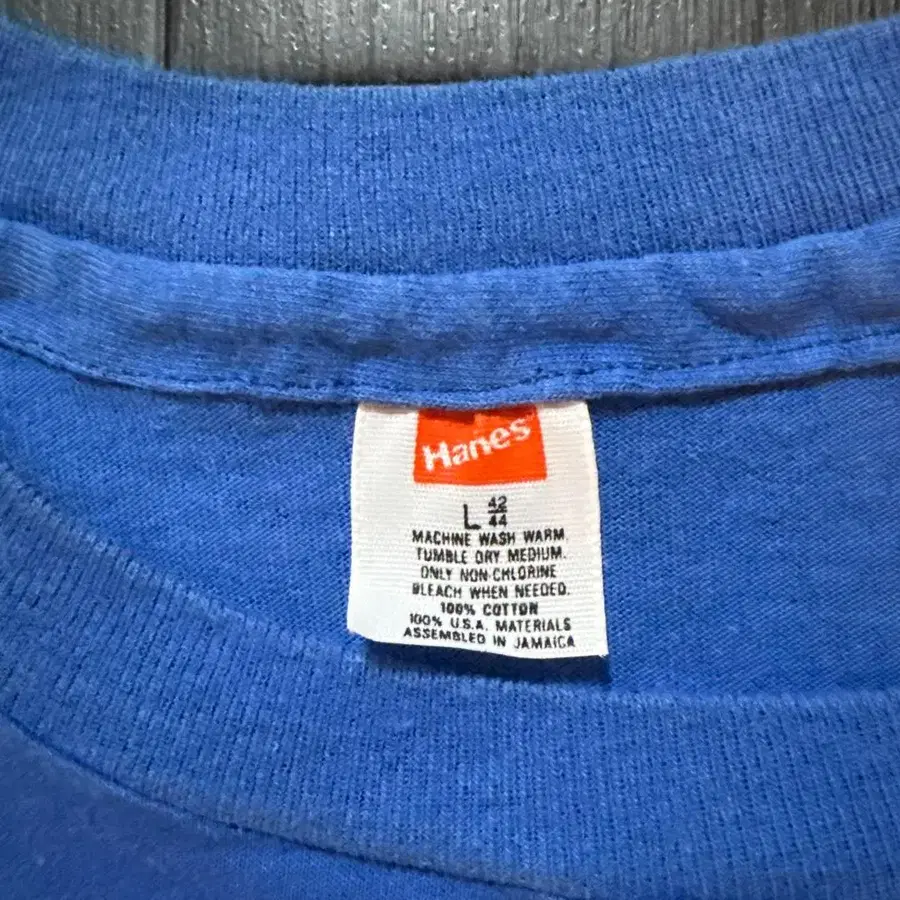 Hanes
L 42/44
MACHINE WASH WARM,
TUMBLE DRY MEDIUM.
ONLY NON-CHLORINE
BLEACH WHEN NEEDED.
100% COTTON
100% U.S.A. MATERIALS
ASSEMBLED IN JAMAICA